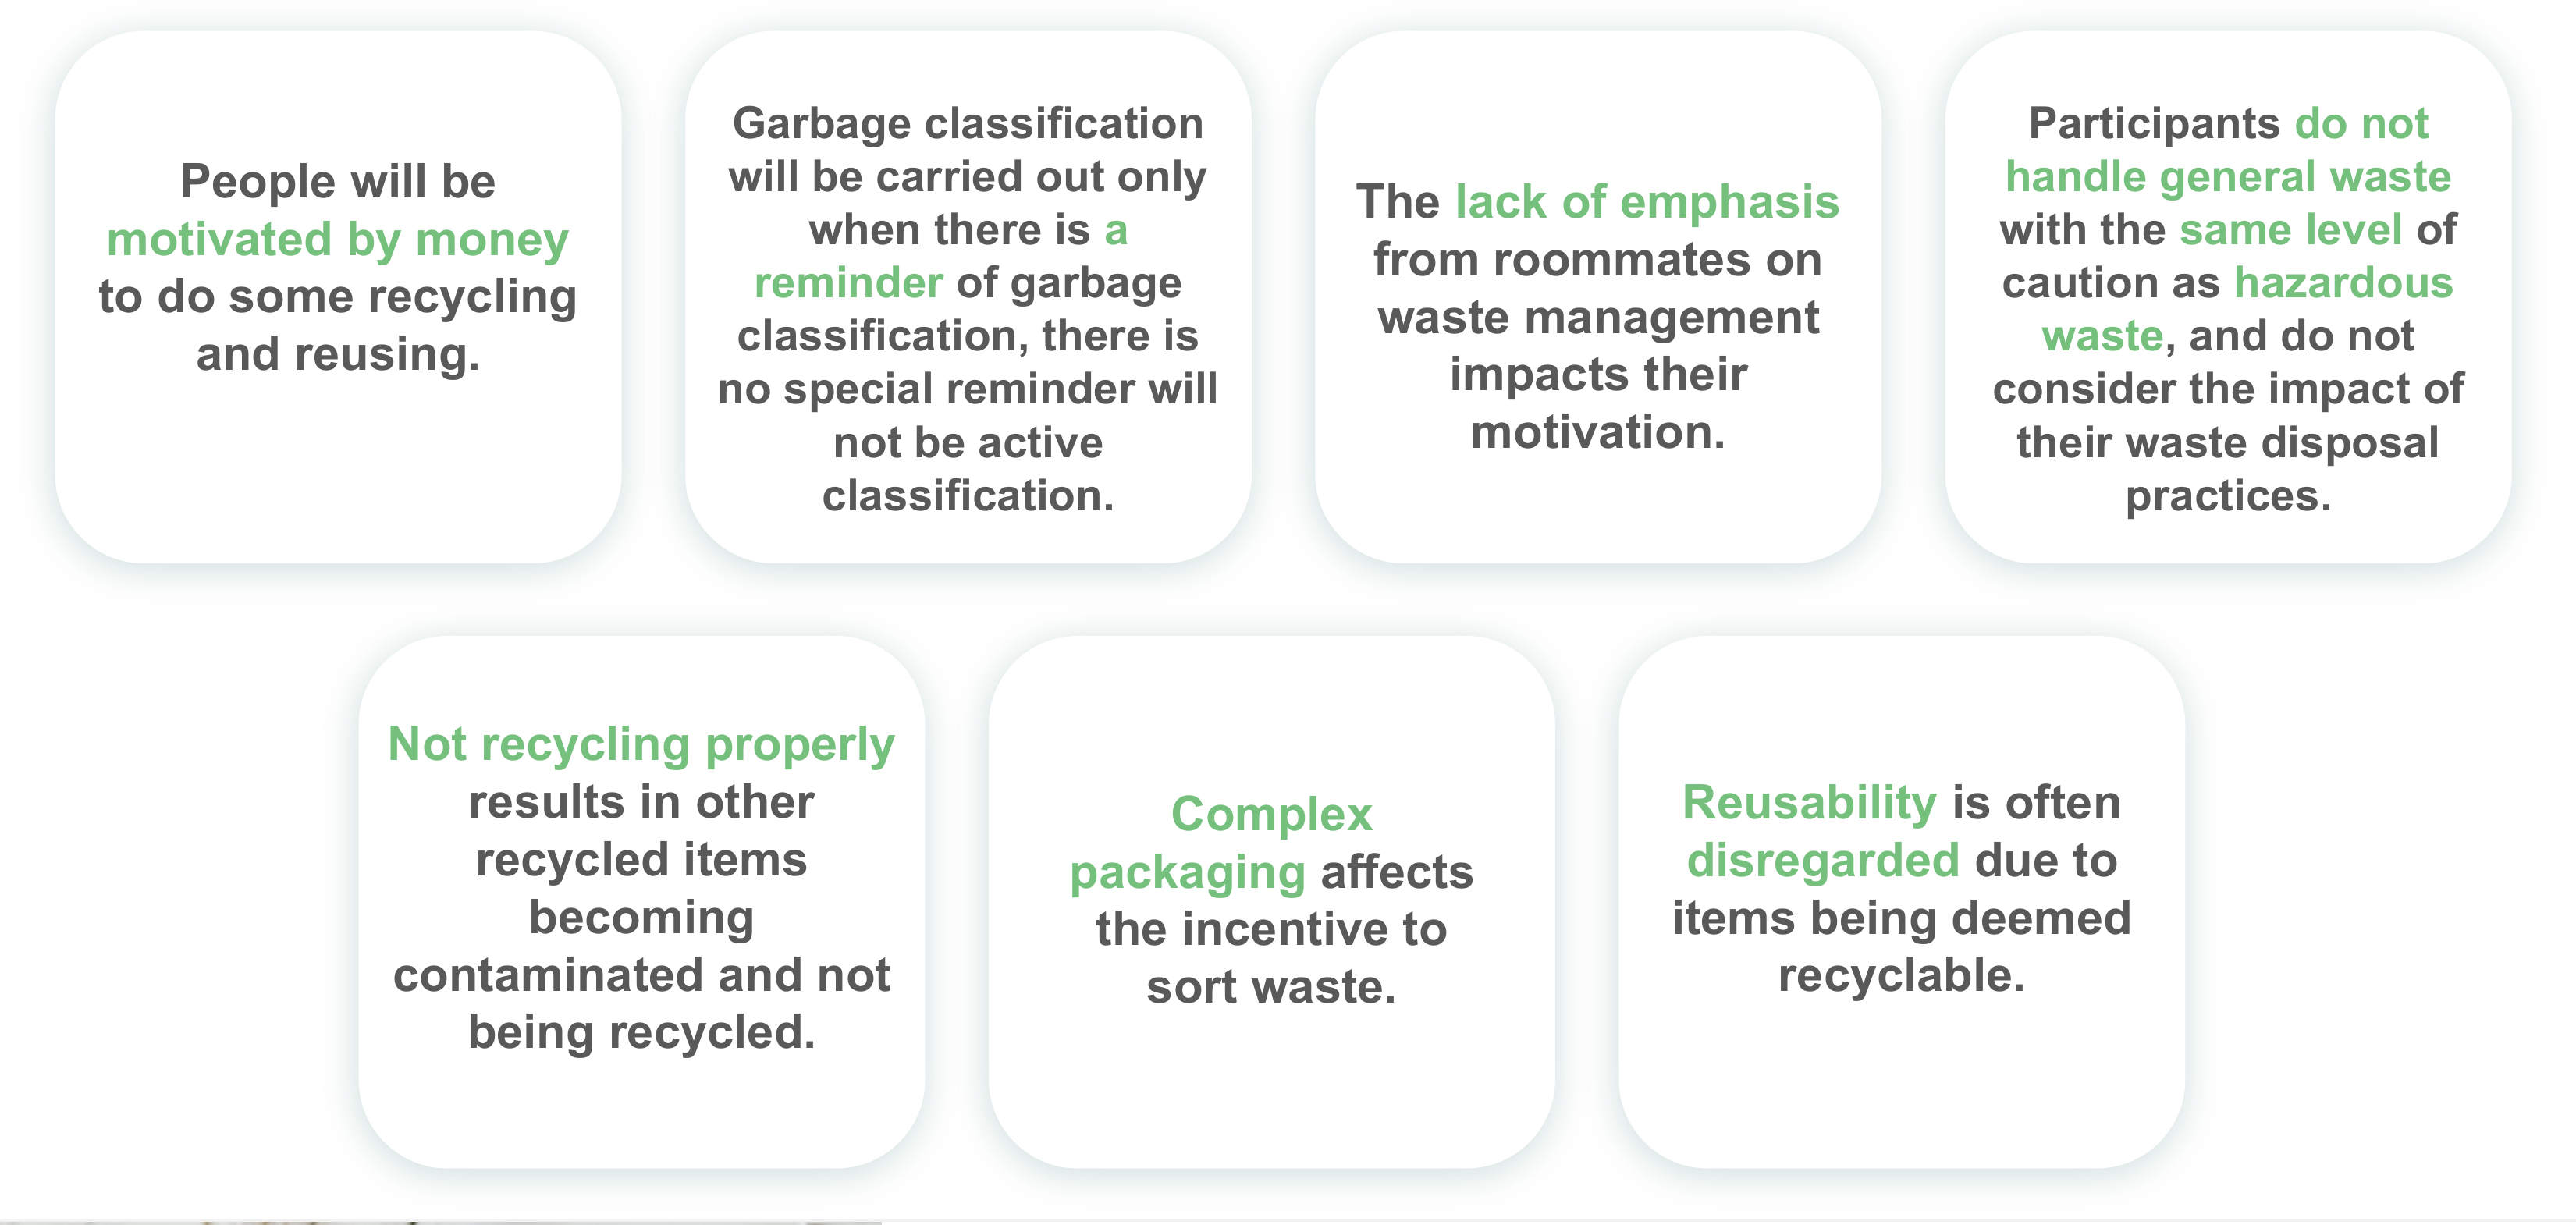 People will be
motivated by money
to do some recycling
and reusing.
Garbage classification
will be carried out only
when there is a
reminder of garbage
classification, there is
no special reminder will
not be active
classification.
The lack of emphasis
from roommates on
waste management
impacts their
motivation.
Participants do not
handle general waste
with the same level of
caution as hazardous
waste, and do not
consider the impact of
their waste disposal
practices.
Not recycling properly
results in other
recycled items
becoming
contaminated and not
being recycled.
Complex
packaging affects
the incentive to
sort waste.
Reusability is often
disregarded due to
items being deemed
recyclable.